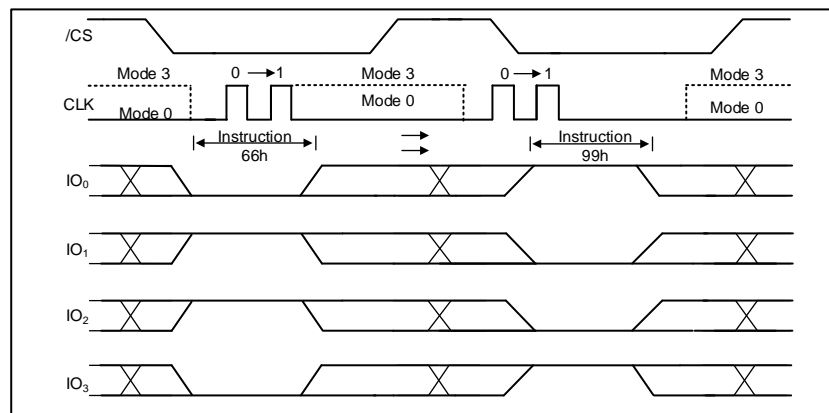 /CS
Mode 3
0 → 1
Mode 3
0 → 1
Mode 3
CLK
Mode 0
Mode 0
Mode 0
Instruction
66h
Instruction
99h
IO₀
IO₁
IO₂
IO₃